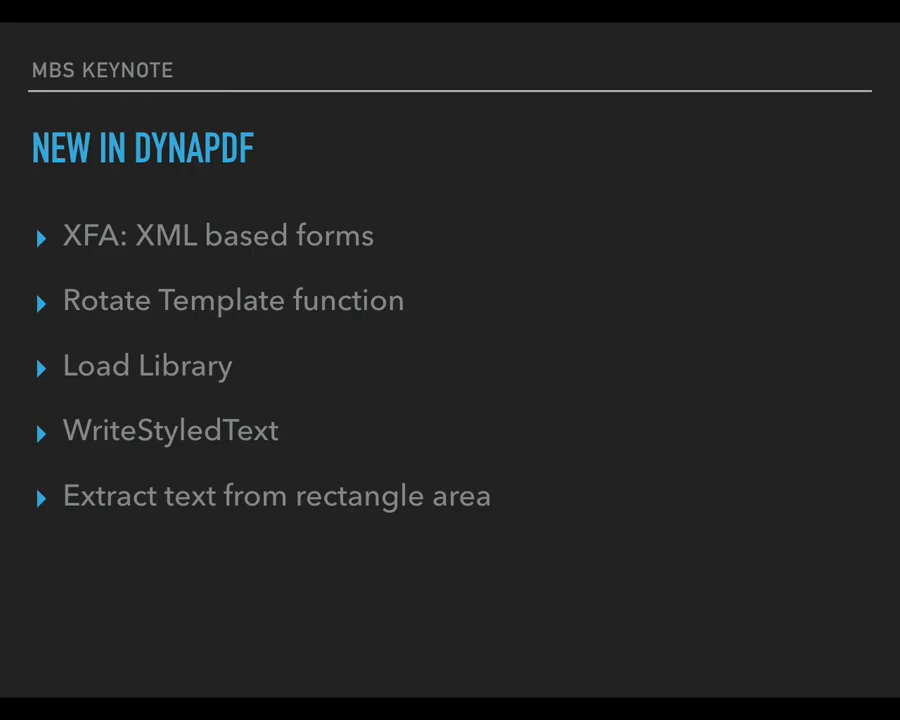 MBS KEYNOTE
NEW IN DYNAPDF
XFA: XML based forms
Rotate Template function
Load Library
WriteStyledText
Extract text from rectangle area